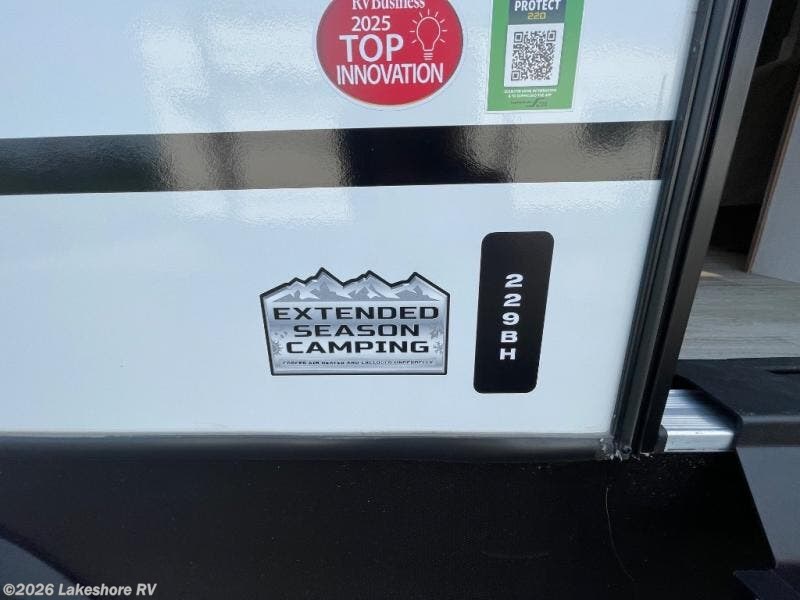 RVBusiness
2025
TOP
INNOVATION
PROTECT
220
EXTENDED
SEASON
CAMPING
229BH
©2026 Lakeshore RV